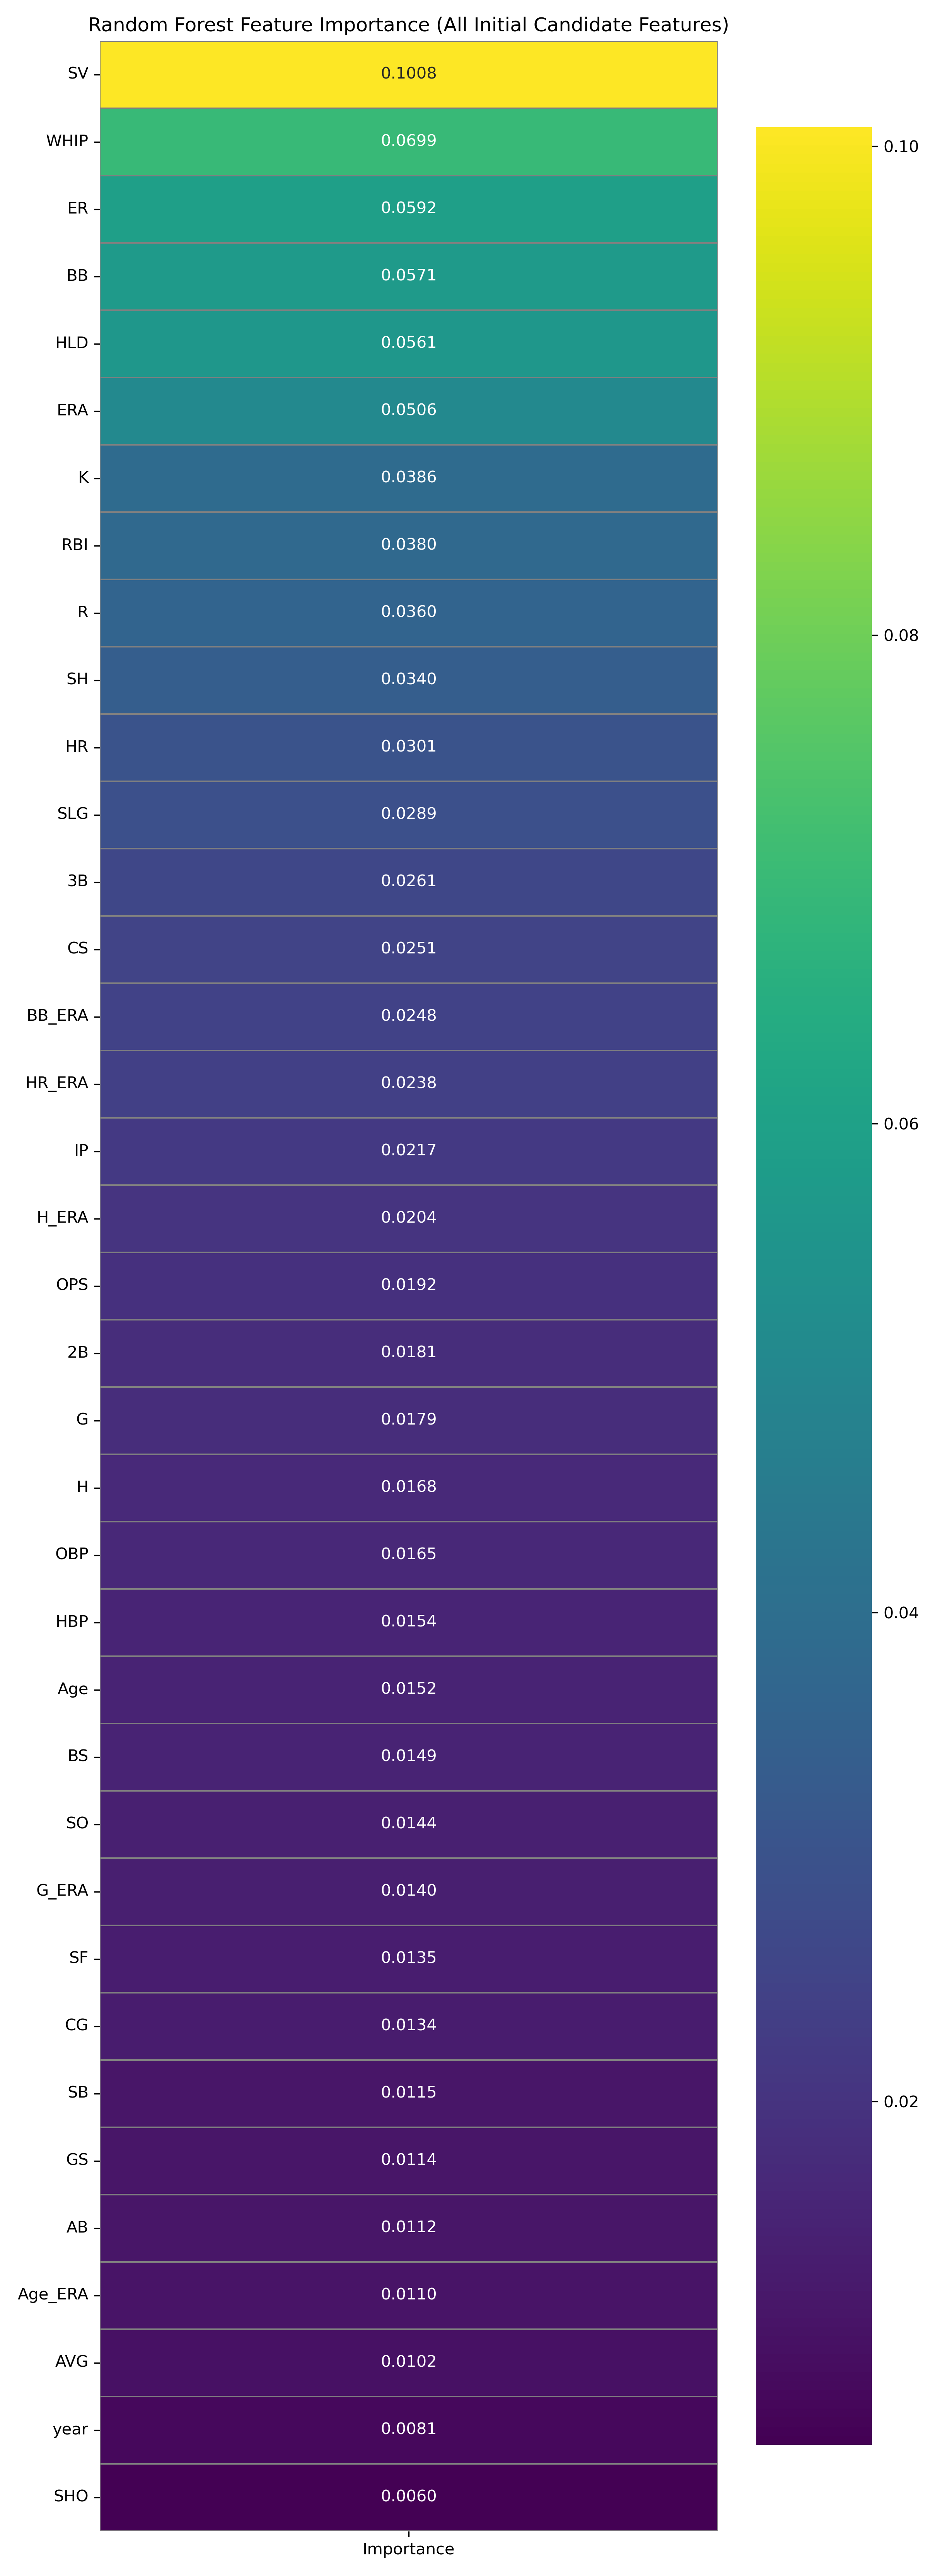 Random Forest Feature Importance (All Initial Candidate Features)
SV 0.1008
WHIP 0.0699
ER 0.0592
BB 0.0571
HLD 0.0561
ERA 0.0506
K 0.0386
RBI 0.0380
R 0.0360
SH 0.0340
HR 0.0301
SLG 0.0289
3B 0.0261
CS 0.0251
BB_ERA 0.0248
HR_ERA 0.0238
IP 0.0217
H_ERA 0.0204
OPS 0.0192
2B 0.0181
G 0.0179
H 0.0168
OBP 0.0165
HBP 0.0154
Age 0.0152
BS 0.0149
SO 0.0144
G_ERA 0.0140
SF 0.0135
CG 0.0134
SB 0.0115
GS 0.0114
AB 0.0112
Age_ERA 0.0110
AVG 0.0102
year 0.0081
SHO 0.0060
Importance
0.10
0.08
0.06
0.04
0.02